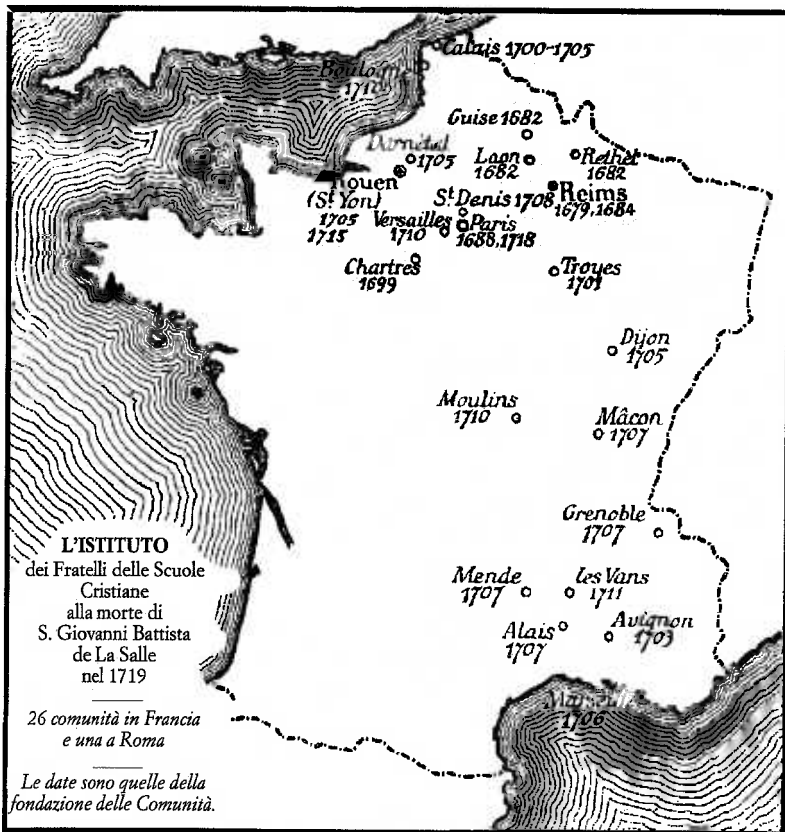 Calais 1700-1705
Boulogne
Guise 1682
Darnétal
1705
Laon
1682
Rethel
1682
Rouen
(St Yon)
1705
1715
St Denis 1708
Reims
1679, 1684
Versailles
1710
Paris
1688, 1718
Chartres
1699
Troyes
1701
Dijon
1705
Moulins
1710
Mâcon
1707
Grenoble
1707
Mende
1707
Les Vans
1711
Alais
1707
Avignon
1703
Marseille
1706
L'ISTITUTO
dei Fratelli delle Scuole
Cristiane
alla morte di
S. Giovanni Battista
de La Salle
nel 1719
26 comunità in Francia
e una a Roma
Le date sono quelle della
fondazione delle Comunità.